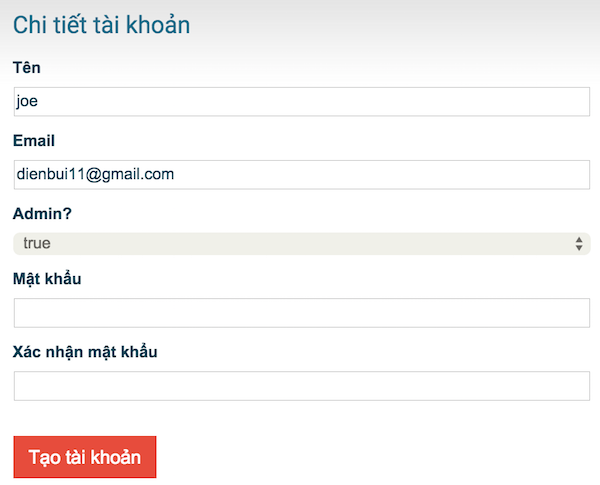 Chi tiết tài khoản
Tên
joe
Email
dienbui11@gmail.com
Admin?
true
Mật khẩu
Xác nhận mật khẩu
Tạo tài khoản